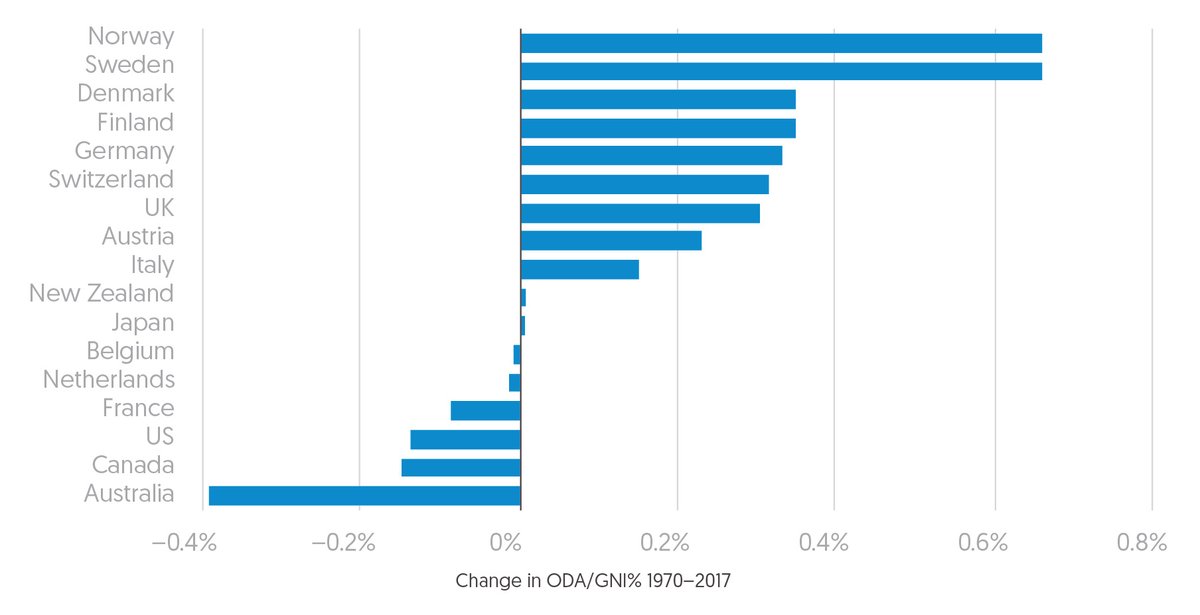 Norway
Sweden
Denmark
Finland
Germany
Switzerland
UK
Austria
Italy
New Zealand
Japan
Belgium
Netherlands
France
US
Canada
Australia
–0.4% –0.2% 0% 0.2% 0.4% 0.6% 0.8%
Change in ODA/GNI% 1970–2017